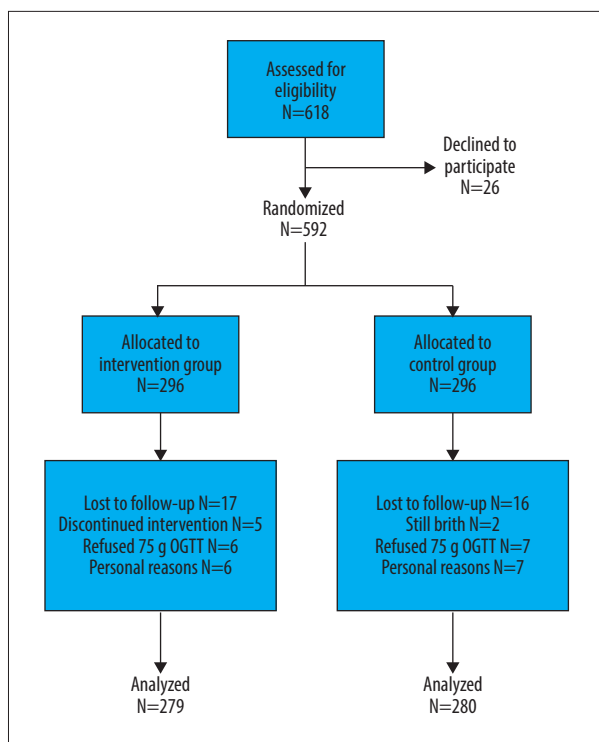 Assessed for
eligibility
N=618
Declined to
participate
N=26
Randomized
N=592
Allocated to
intervention group
N=296
Allocated to
control group
N=296
Lost to follow-up N=17
Discontinued intervention N=5
Refused 75 g OGTT N=6
Personal reasons N=6
Lost to follow-up N=16
Still brith N=2
Refused 75 g OGTT N=7
Personal reasons N=7
Analyzed
N=279
Analyzed
N=280